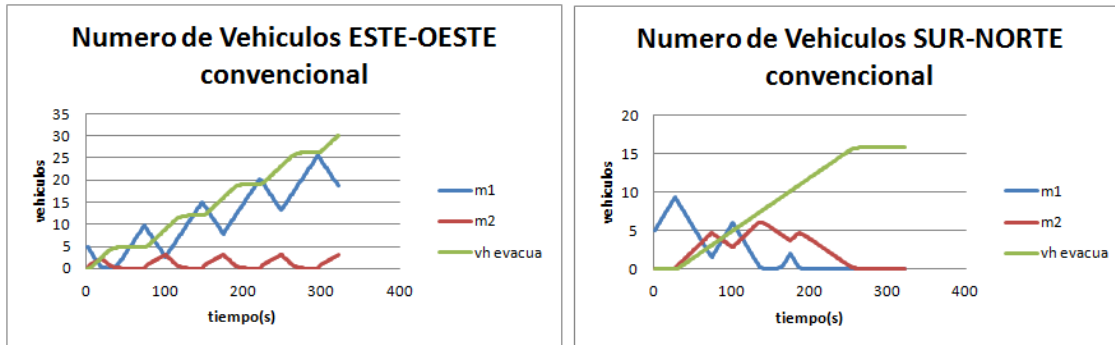 Numero de Vehiculos ESTE-OESTE
convencional
35
30
25
20
15
10
5
0
vehiculos
0 100 200 300 400
tiempo(s)
m1
m2
vh evacua
Numero de Vehiculos SUR-NORTE
convencional
20
15
10
5
0
vehiculos
0 100 200 300 400
tiempo(s)
m1
m2
vh evacua